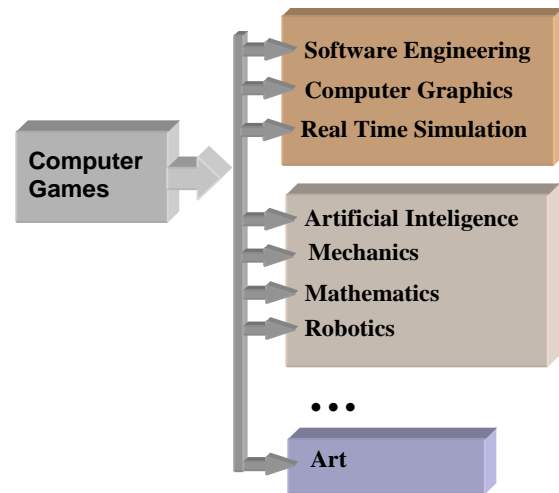 Computer
Games
Software Engineering
Computer Graphics
Real Time Simulation
Artificial Inteligence
Mechanics
Mathematics
Robotics
...
Art